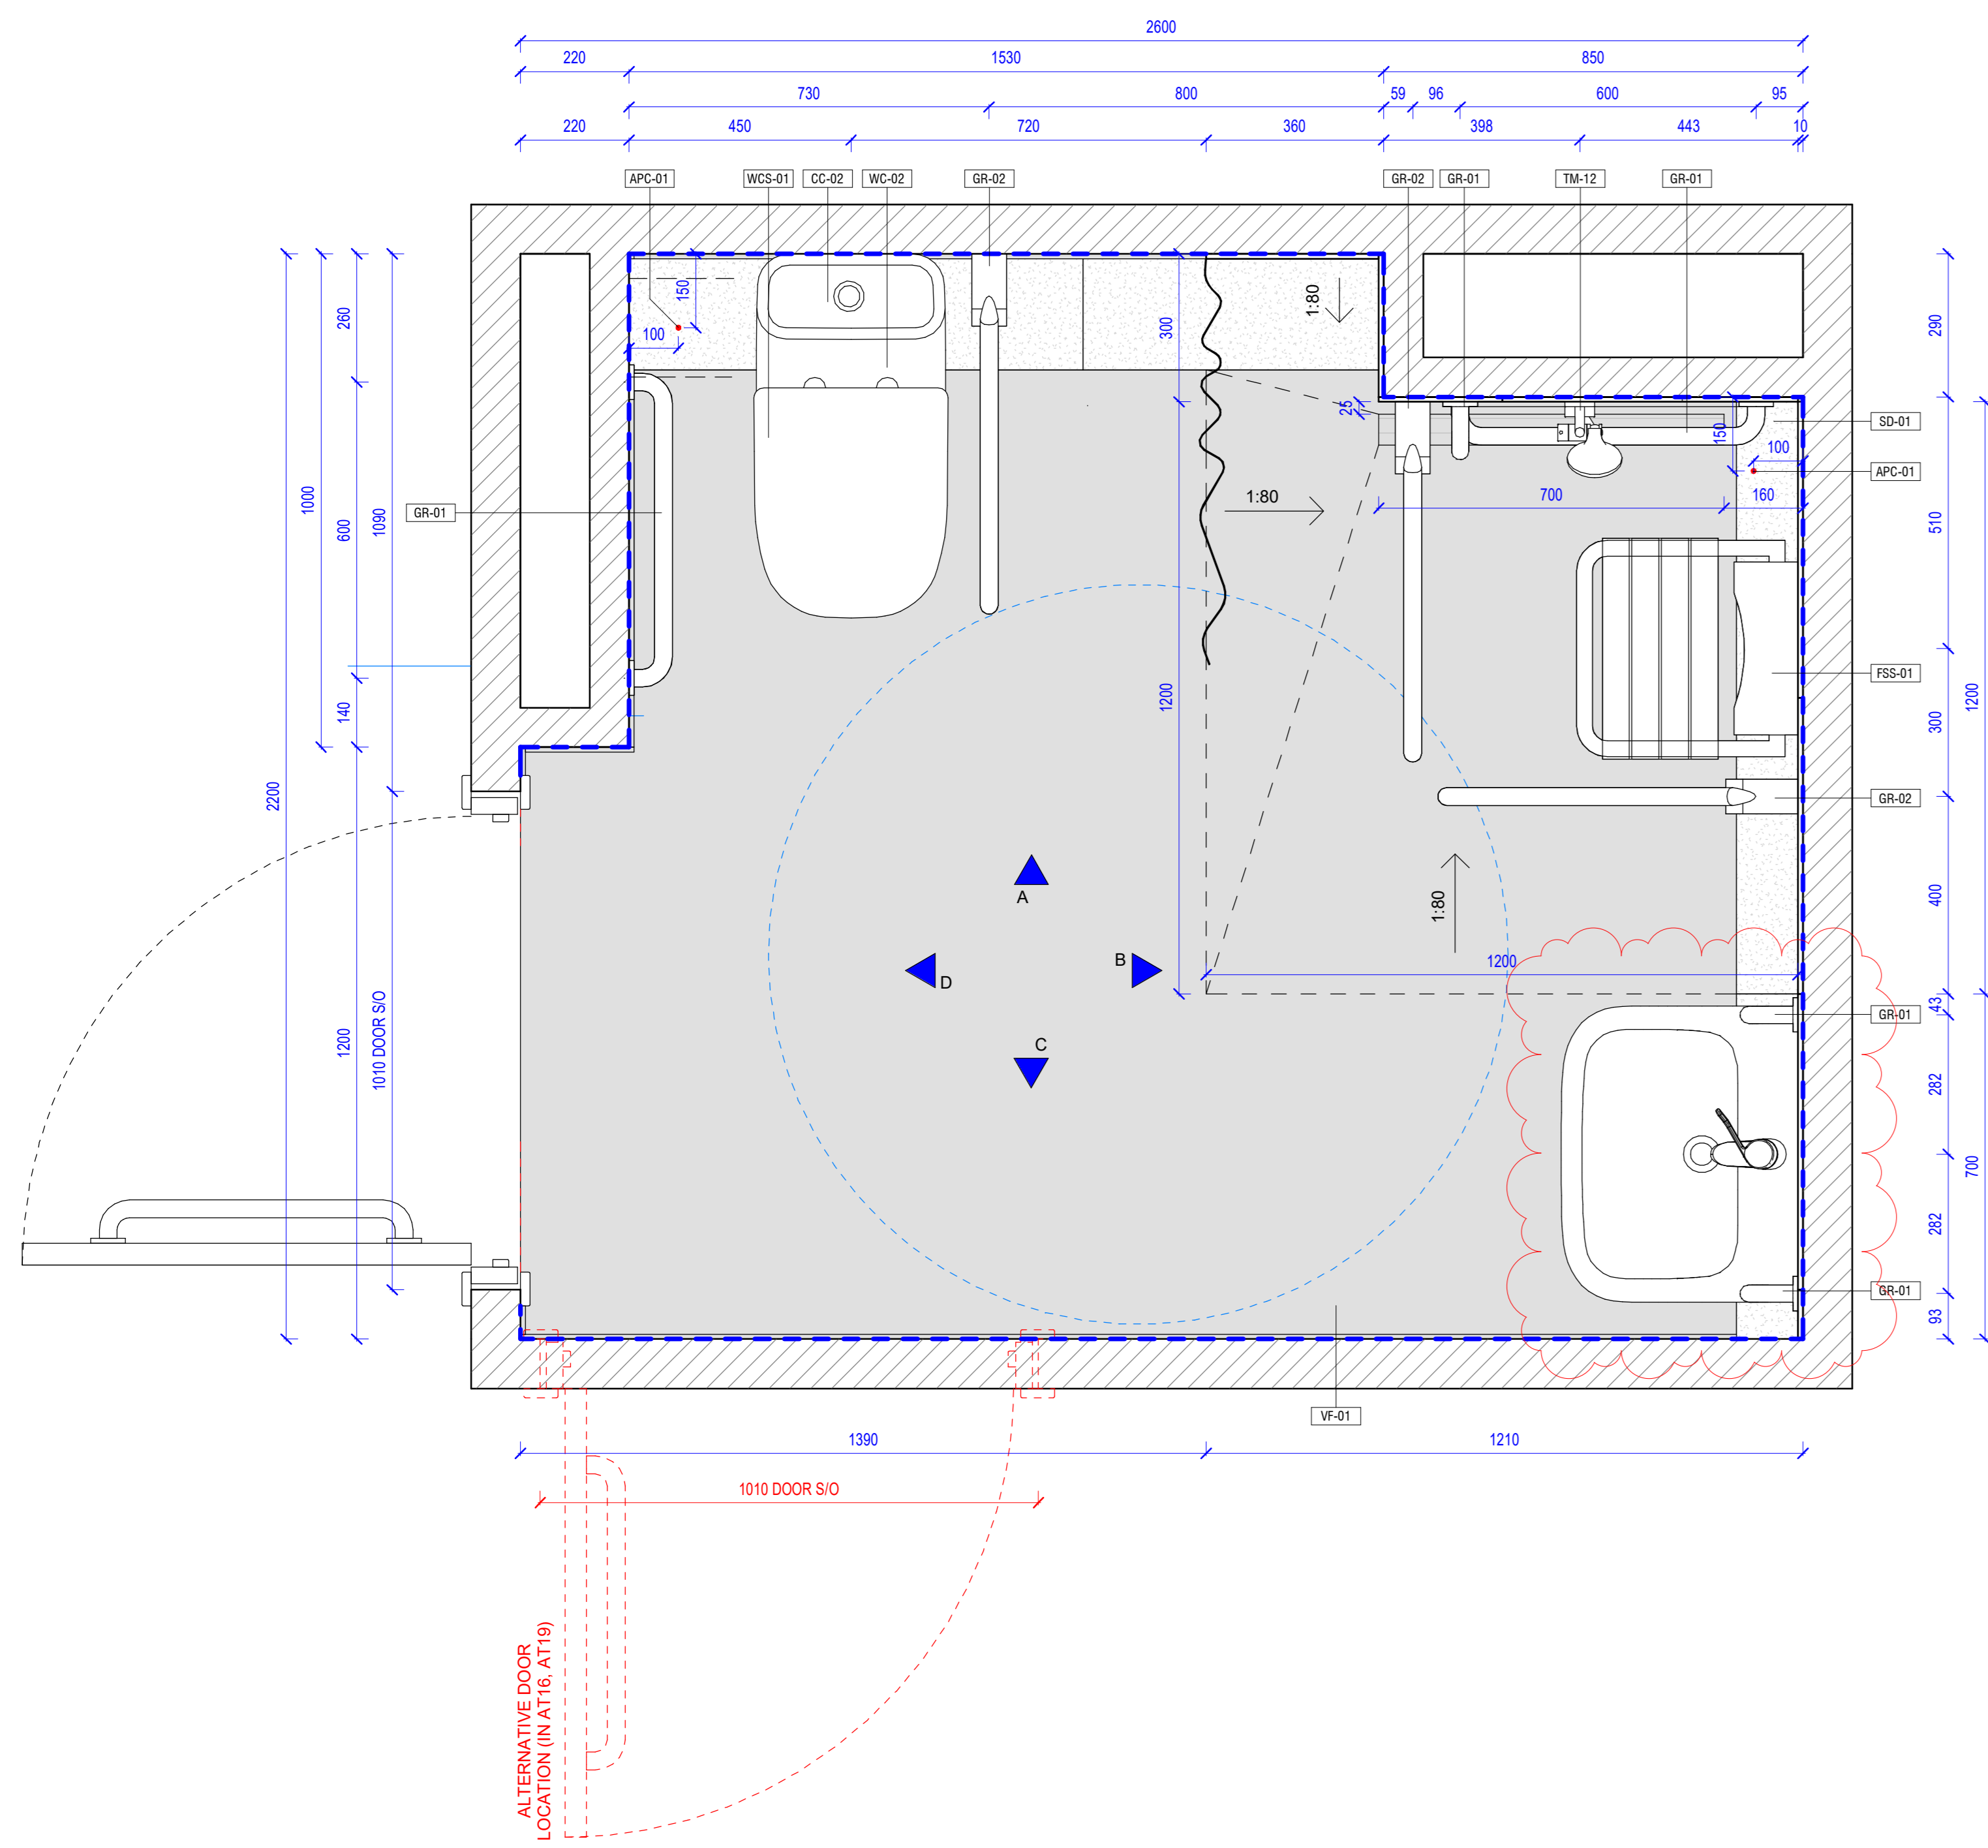 2600
220 1530 850
730 800 59 96 600 95
220 450 720 360 398 443 10
APC-01 WCS-01 CC-02 WC-02 GR-02 GR-02 GR-01 TM-12 GR-01
260
150
300
1:80
290
100
25
150
SD-01
100
APC-01
1000
600
1090
GR-01
1:80
700
160
510
1200
FSS-01
140
1200
300
2200
GR-02
A
1:80
400
B
D
1200
43
GR-01
1200
1010 DOOR S/O
C
282
700
282
GR-01
93
VF-01
1390 1210
1010 DOOR S/O
ALTERNATIVE DOOR
LOCATION (IN AT16, AT19)